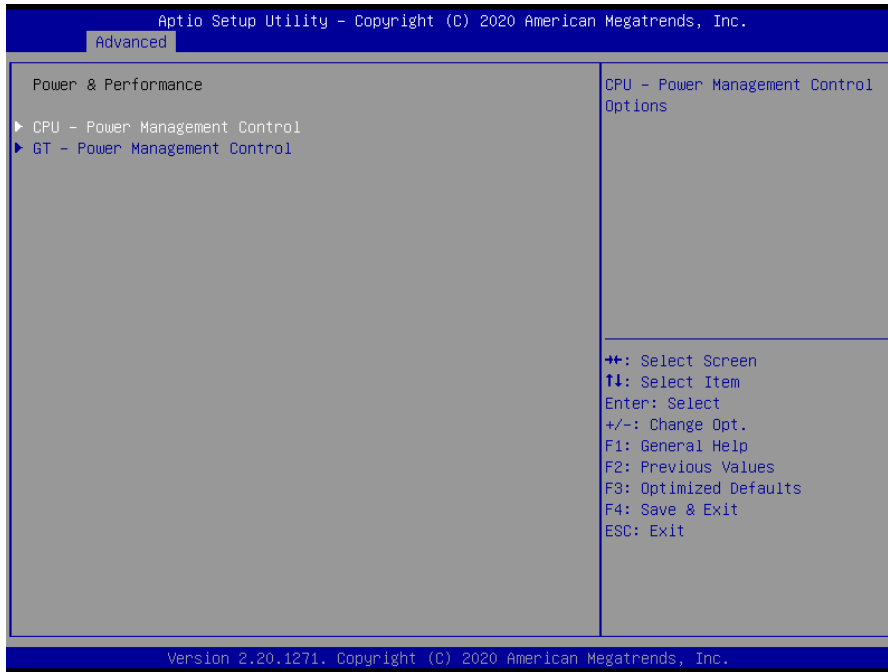 Aptio Setup Utility – Copyright (C) 2020 American Megatrends, Inc.
Advanced
Power & Performance
CPU – Power Management Control
GT – Power Management Control
CPU – Power Management Control
Options
→←: Select Screen
↑↓: Select Item
Enter: Select
+/-: Change Opt.
F1: General Help
F2: Previous Values
F3: Optimized Defaults
F4: Save & Exit
ESC: Exit
Version 2.20.1271. Copyright (C) 2020 American Megatrends, Inc.